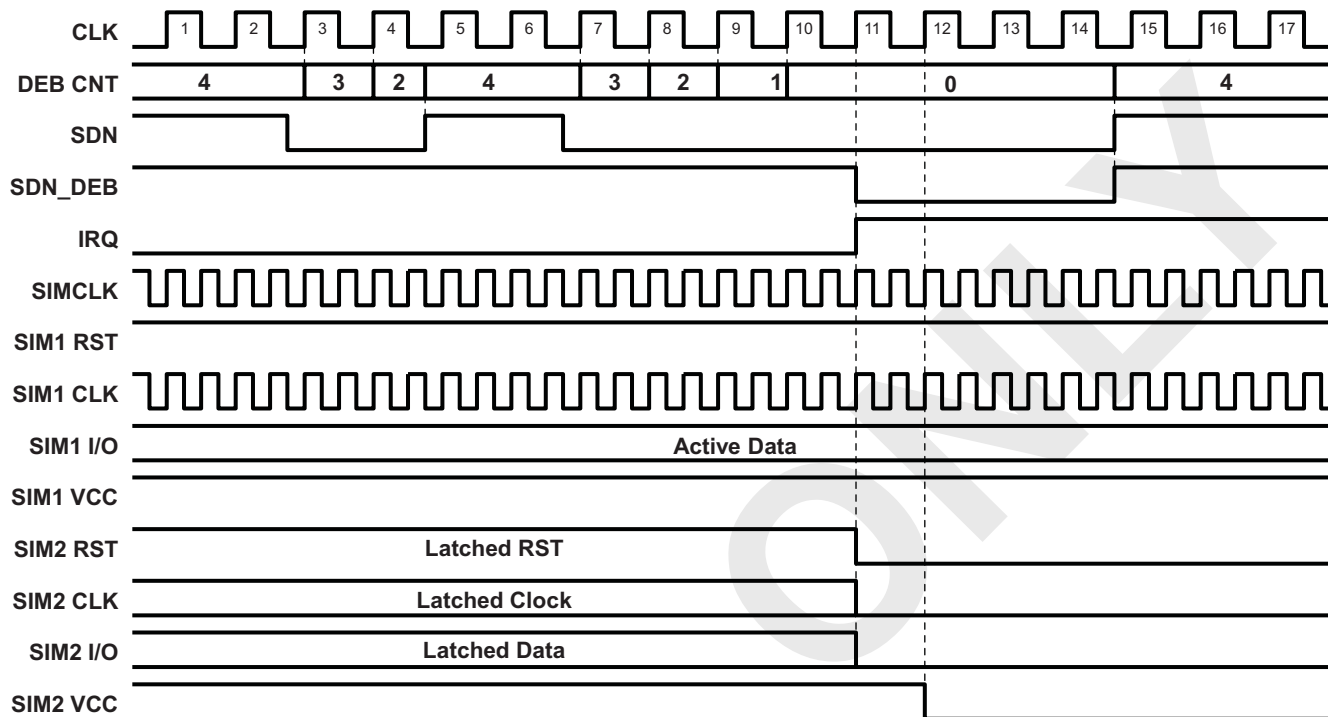 CLK 1 2 3 4 5 6 7 8 9 10 11 12 13 14 15 16 17
DEB CNT 4 3 2 4 3 2 1 0 4
SDN
SDN_DEB
IRQ
SIMCLK
SIM1 RST
SIM1 CLK
SIM1 I/O Active Data
SIM1 VCC
SIM2 RST Latched RST
SIM2 CLK Latched Clock
SIM2 I/O Latched Data
SIM2 VCC
ONLY